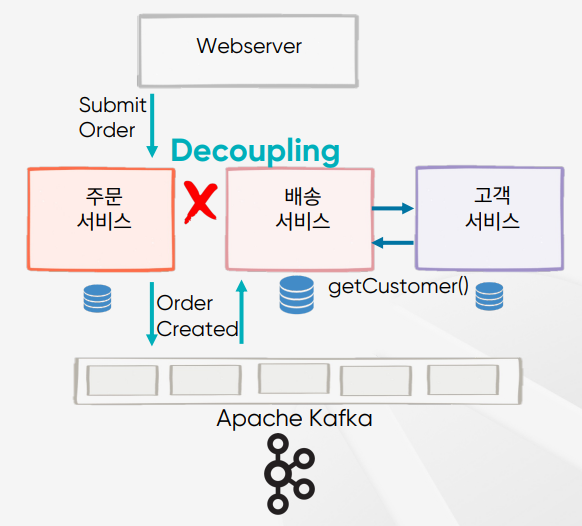 Webserver
Submit
Order
Decoupling
주문
서비스
배송
서비스
고객
서비스
getCustomer()
Order
Created
Apache Kafka